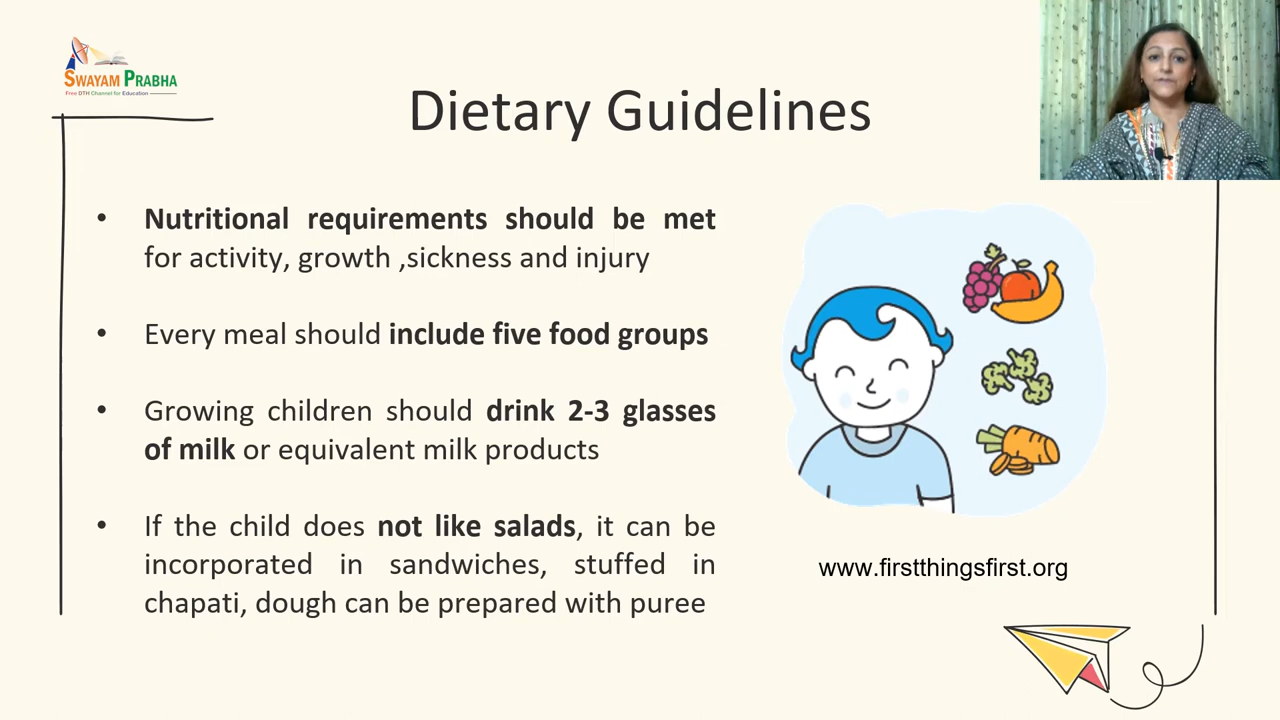 SWAYAM PRABHA
Free DTH Channel for Education
Dietary Guidelines
• Nutritional requirements should be met
for activity, growth ,sickness and injury
• Every meal should include five food groups
• Growing children should drink 2-3 glasses
of milk or equivalent milk products
• If the child does not like salads, it can be
incorporated in sandwiches, stuffed in
chapati, dough can be prepared with puree
www.firstthingsfirst.org